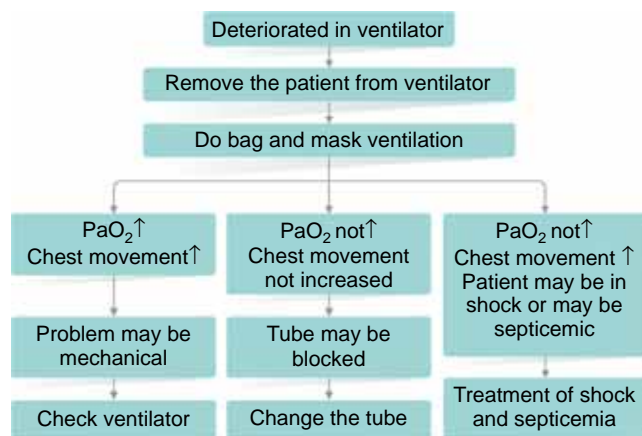 Deteriorated in ventilator
Remove the patient from ventilator
Do bag and mask ventilation
PaO₂↑
Chest movement↑
Problem may be
mechanical
Check ventilator
PaO₂ not↑
Chest movement
not increased
Tube may be
blocked
Change the tube
PaO₂ not↑
Chest movement ↑
Patient may be in
shock or may be
septicemic
Treatment of shock
and septicemia